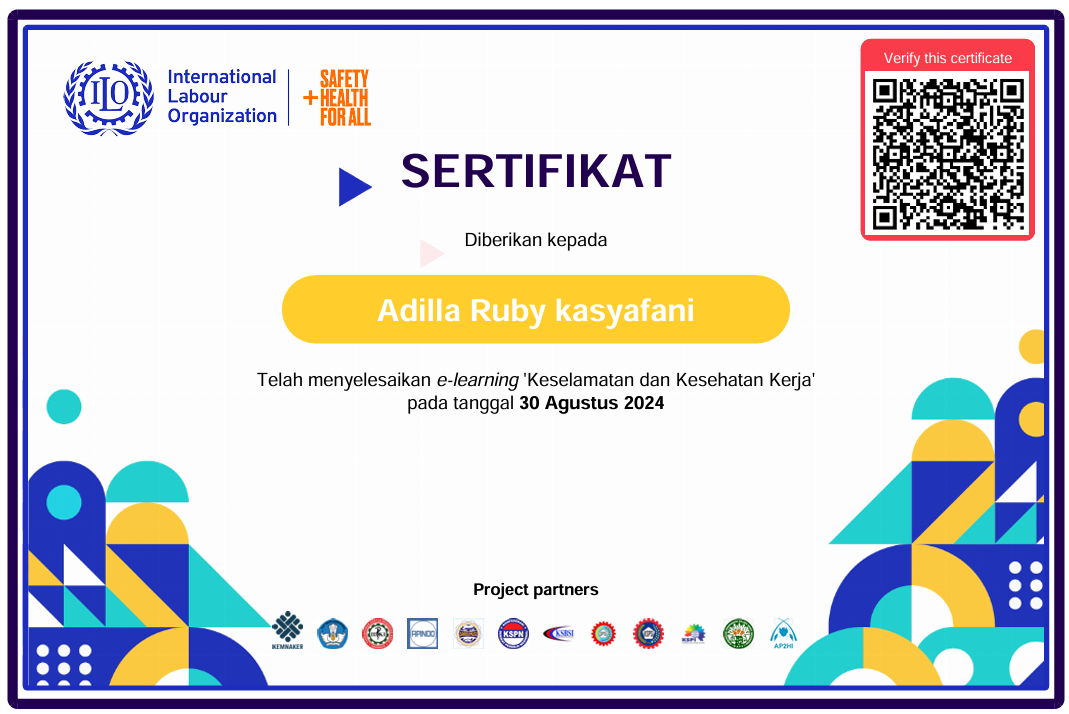 International
Labour
Organization
ILO
SAFETY
+HEALTH
FOR ALL
Verify this certificate
SERTIFIKAT
Diberikan kepada
Adilla Ruby kasyafani
Telah menyelesaikan e-learning 'Keselamatan dan Kesehatan Kerja'
pada tanggal 30 Agustus 2024
Project partners
KEMNAKER
APINDO
KSPN
KSBSI
KSPI
AP2HI